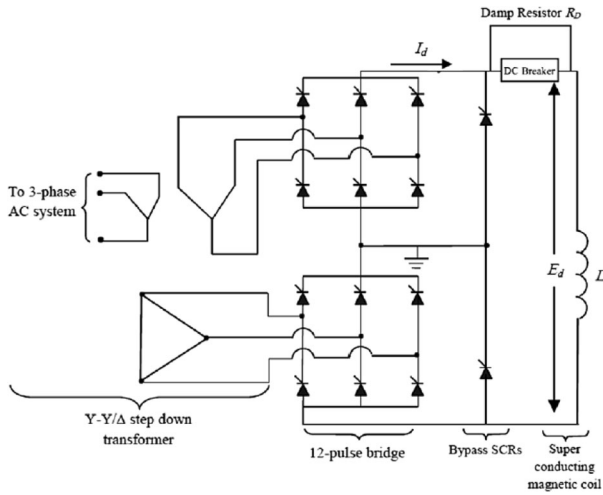 Damp Resistor R_D
I_d
DC Breaker
To 3-phase
AC system
E_d
L
Y-Y/Δ step down
transformer
12-pulse bridge
Bypass SCRs
Super
conducting
magnetic coil